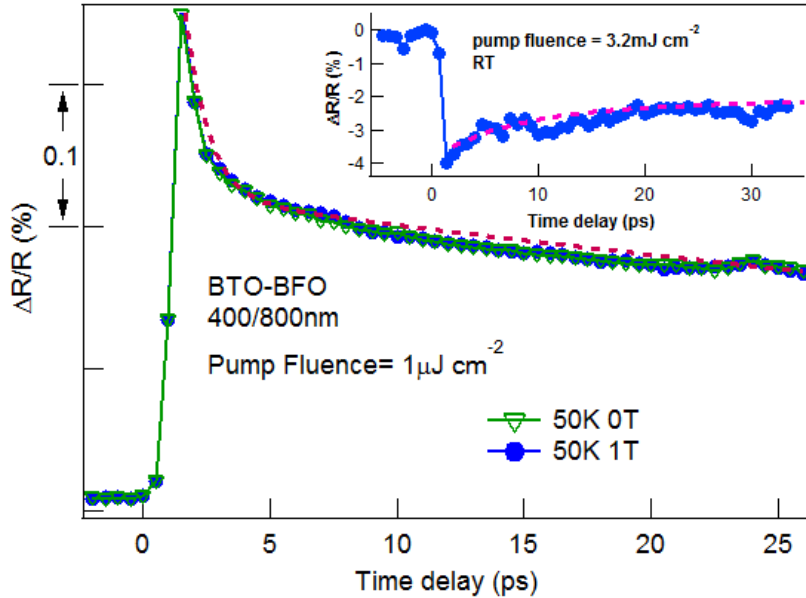 0
-1
-2
-3
-4
ΔR/R (%)
pump fluence = 3.2mJ cm⁻²
RT
0 10 20 30
Time delay (ps)
0.1
ΔR/R (%)
BTO-BFO
400/800nm
Pump Fluence= 1μJ cm⁻²
50K 0T
50K 1T
0 5 10 15 20 25
Time delay (ps)